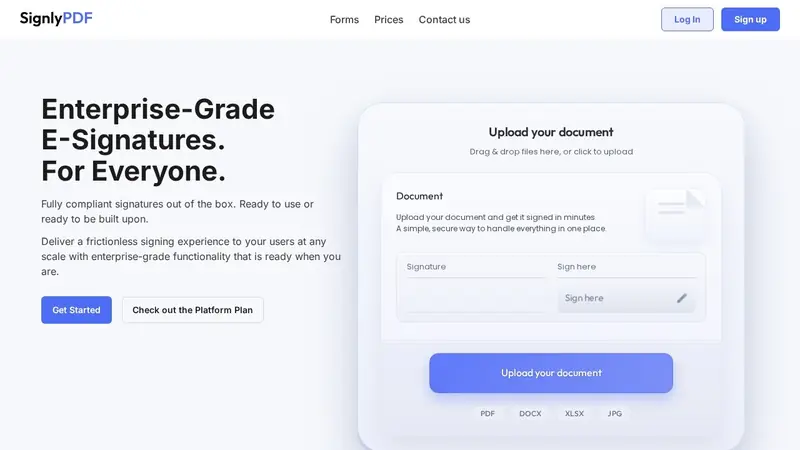 SignlyPDF
Forms
Prices
Contact us
Log In
Sign up
Enterprise-Grade
E-Signatures.
For Everyone.
Fully compliant signatures out of the box. Ready to use or
ready to be built upon.
Deliver a frictionless signing experience to your users at any
scale with enterprise-grade functionality that is ready when you
are.
Get Started
Check out the Platform Plan
Upload your document
Drag & drop files here, or click to upload
Document
Upload your document and get it signed in minutes
A simple, secure way to handle everything in one place.
Signature
Sign here
Sign here
Upload your document
PDF
DOCX
XLSX
JPG